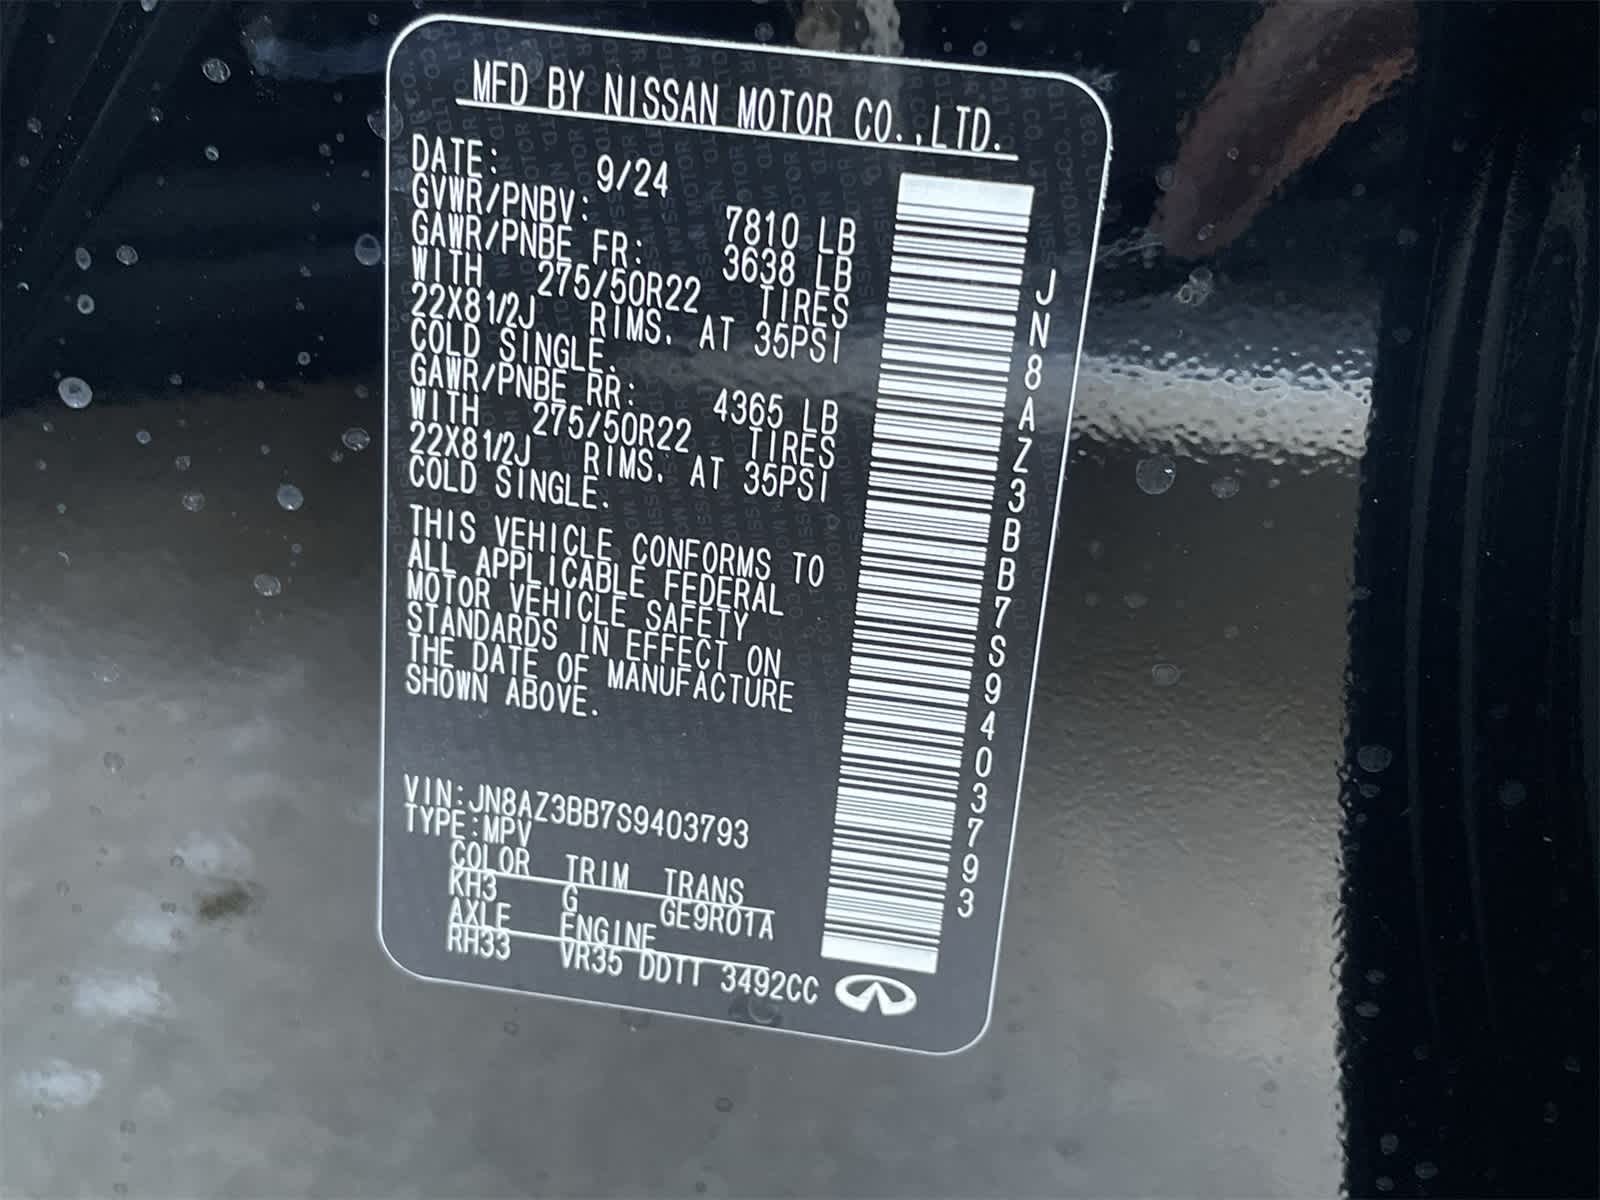 MFD BY NISSAN MOTOR CO.,LTD.
DATE: 9/24
GVWR/PNBV: 7810 LB
GAWR/PNBE FR: 3638 LB
WITH 275/50R22 TIRES
22X8 1/2J RIMS. AT 35PSI
COLD SINGLE.
GAWR/PNBE RR: 4365 LB
WITH 275/50R22 TIRES
22X8 1/2J RIMS. AT 35PSI
COLD SINGLE.
THIS VEHICLE CONFORMS TO
ALL APPLICABLE FEDERAL
MOTOR VEHICLE SAFETY
STANDARDS IN EFFECT ON
THE DATE OF MANUFACTURE
SHOWN ABOVE.
VIN:JN8AZ3BB7S9403793
TYPE:MPV
COLOR TRIM TRANS
KH3 G GE9R01A
AXLE ENGINE
RH33 VR35 DDTT 3492CC
JN8AZ3BB7S9403793